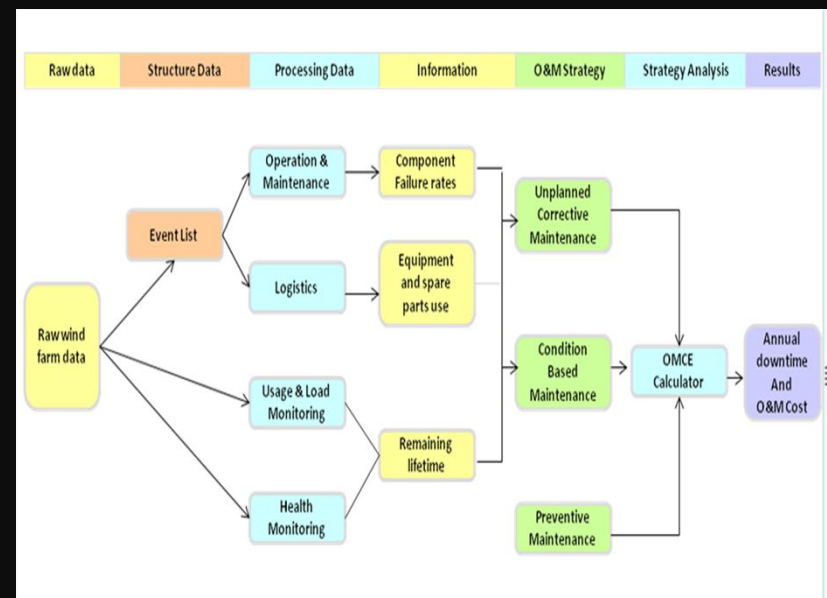 Raw data
Structure Data
Processing Data
Information
O&M Strategy
Strategy Analysis
Results
Operation &
Maintenance
Component
Failure rates
Unplanned
Corrective
Maintenance
Event List
Logistics
Equipment
and spare
parts use
Raw wind
farm data
Condition
Based
Maintenance
OMCE
Calculator
Annual
downtime
And
O&M Cost
Usage & Load
Monitoring
Remaining
lifetime
Health
Monitoring
Preventive
Maintenance